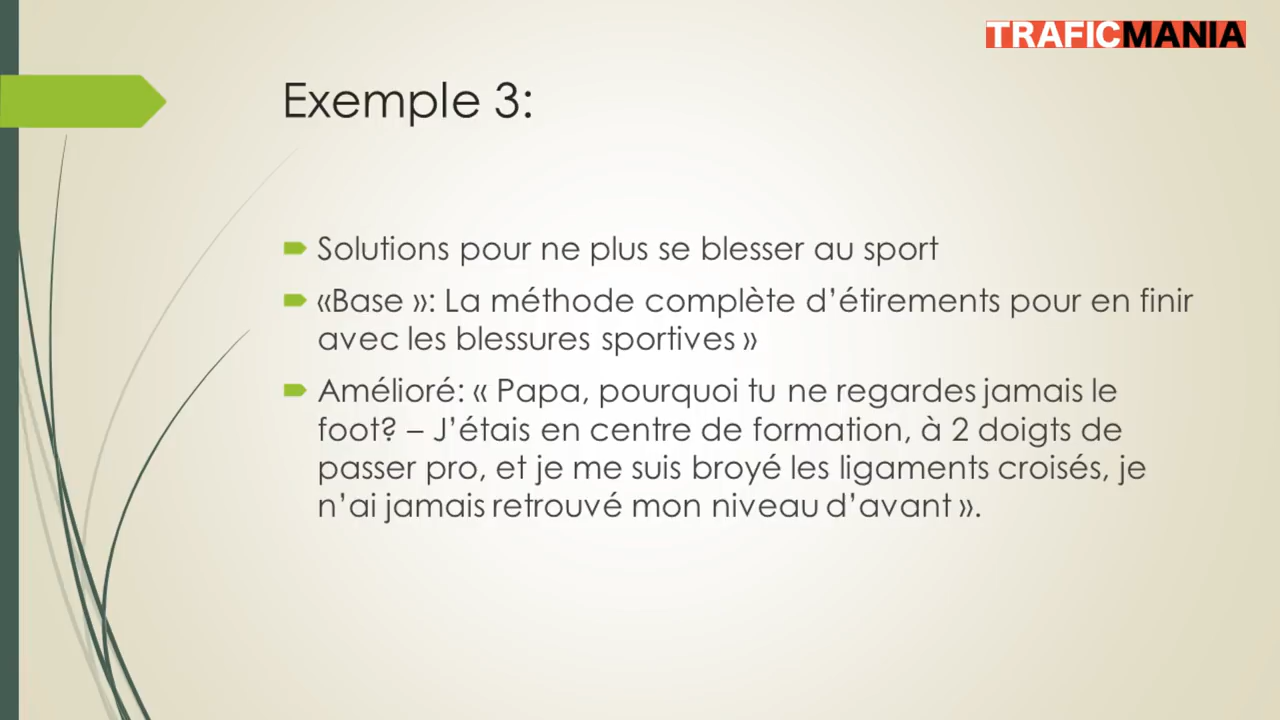 TRAFICMANIA
Exemple 3:
Solutions pour ne plus se blesser au sport
«Base »: La méthode complète d’étirements pour en finir
avec les blessures sportives »
Amélioré: « Papa, pourquoi tu ne regardes jamais le
foot? – J’étais en centre de formation, à 2 doigts de
passer pro, et je me suis broyé les ligaments croisés, je
n’ai jamais retrouvé mon niveau d’avant ».